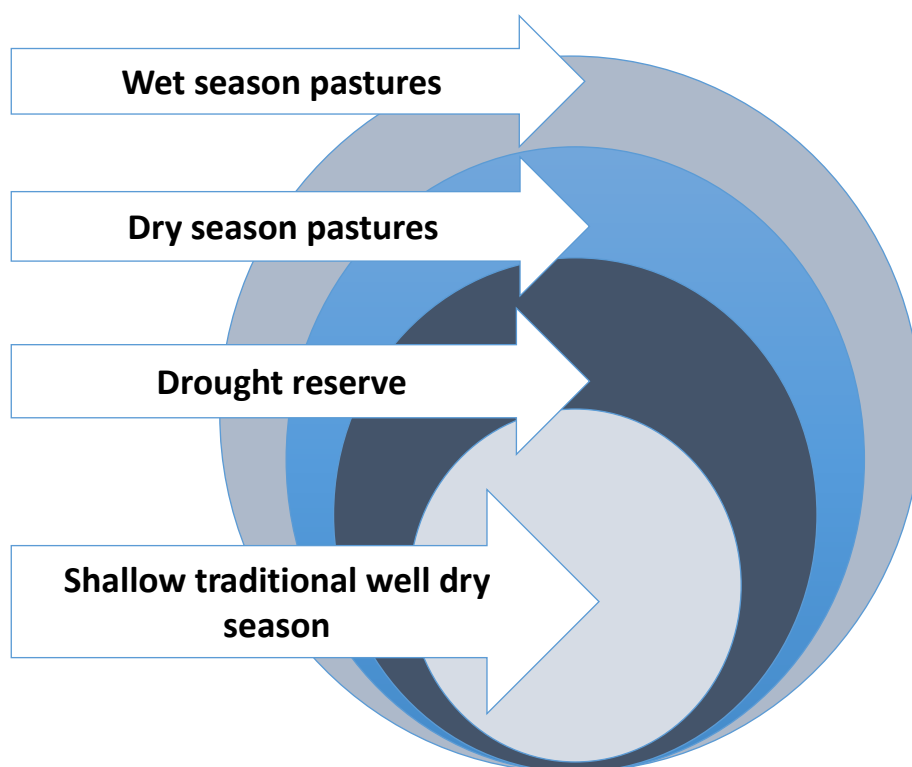 Wet season pastures
Dry season pastures
Drought reserve
Shallow traditional well dry
season